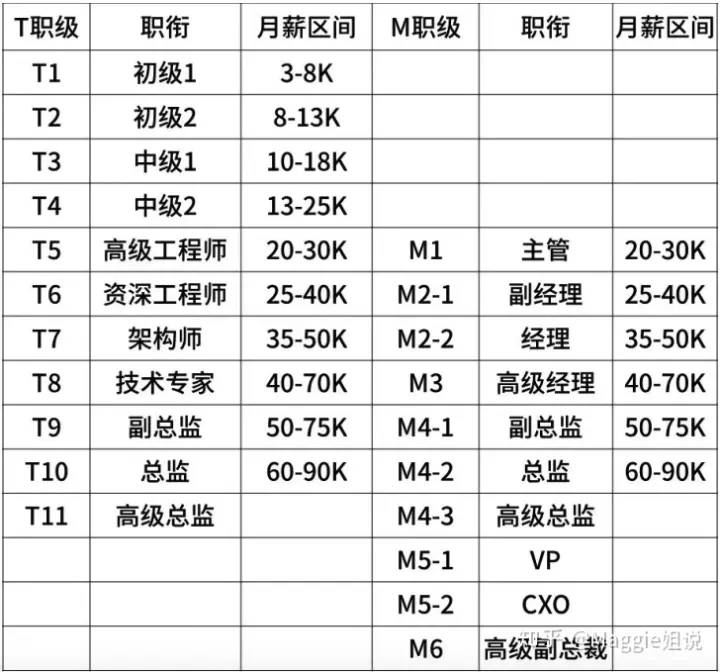 T职级 职衔 月薪区间 M职级 职衔 月薪区间
T1 初级1 3-8K
T2 初级2 8-13K
T3 中级1 10-18K
T4 中级2 13-25K
T5 高级工程师 20-30K M1 主管 20-30K
T6 资深工程师 25-40K M2-1 副经理 25-40K
T7 架构师 35-50K M2-2 经理 35-50K
T8 技术专家 40-70K M3 高级经理 40-70K
T9 副总监 50-75K M4-1 副总监 50-75K
T10 总监 60-90K M4-2 总监 60-90K
T11 高级总监 M4-3 高级总监
M5-1 VP
M5-2 CXO
M6 高级副总裁
知乎 @Maggie姐说